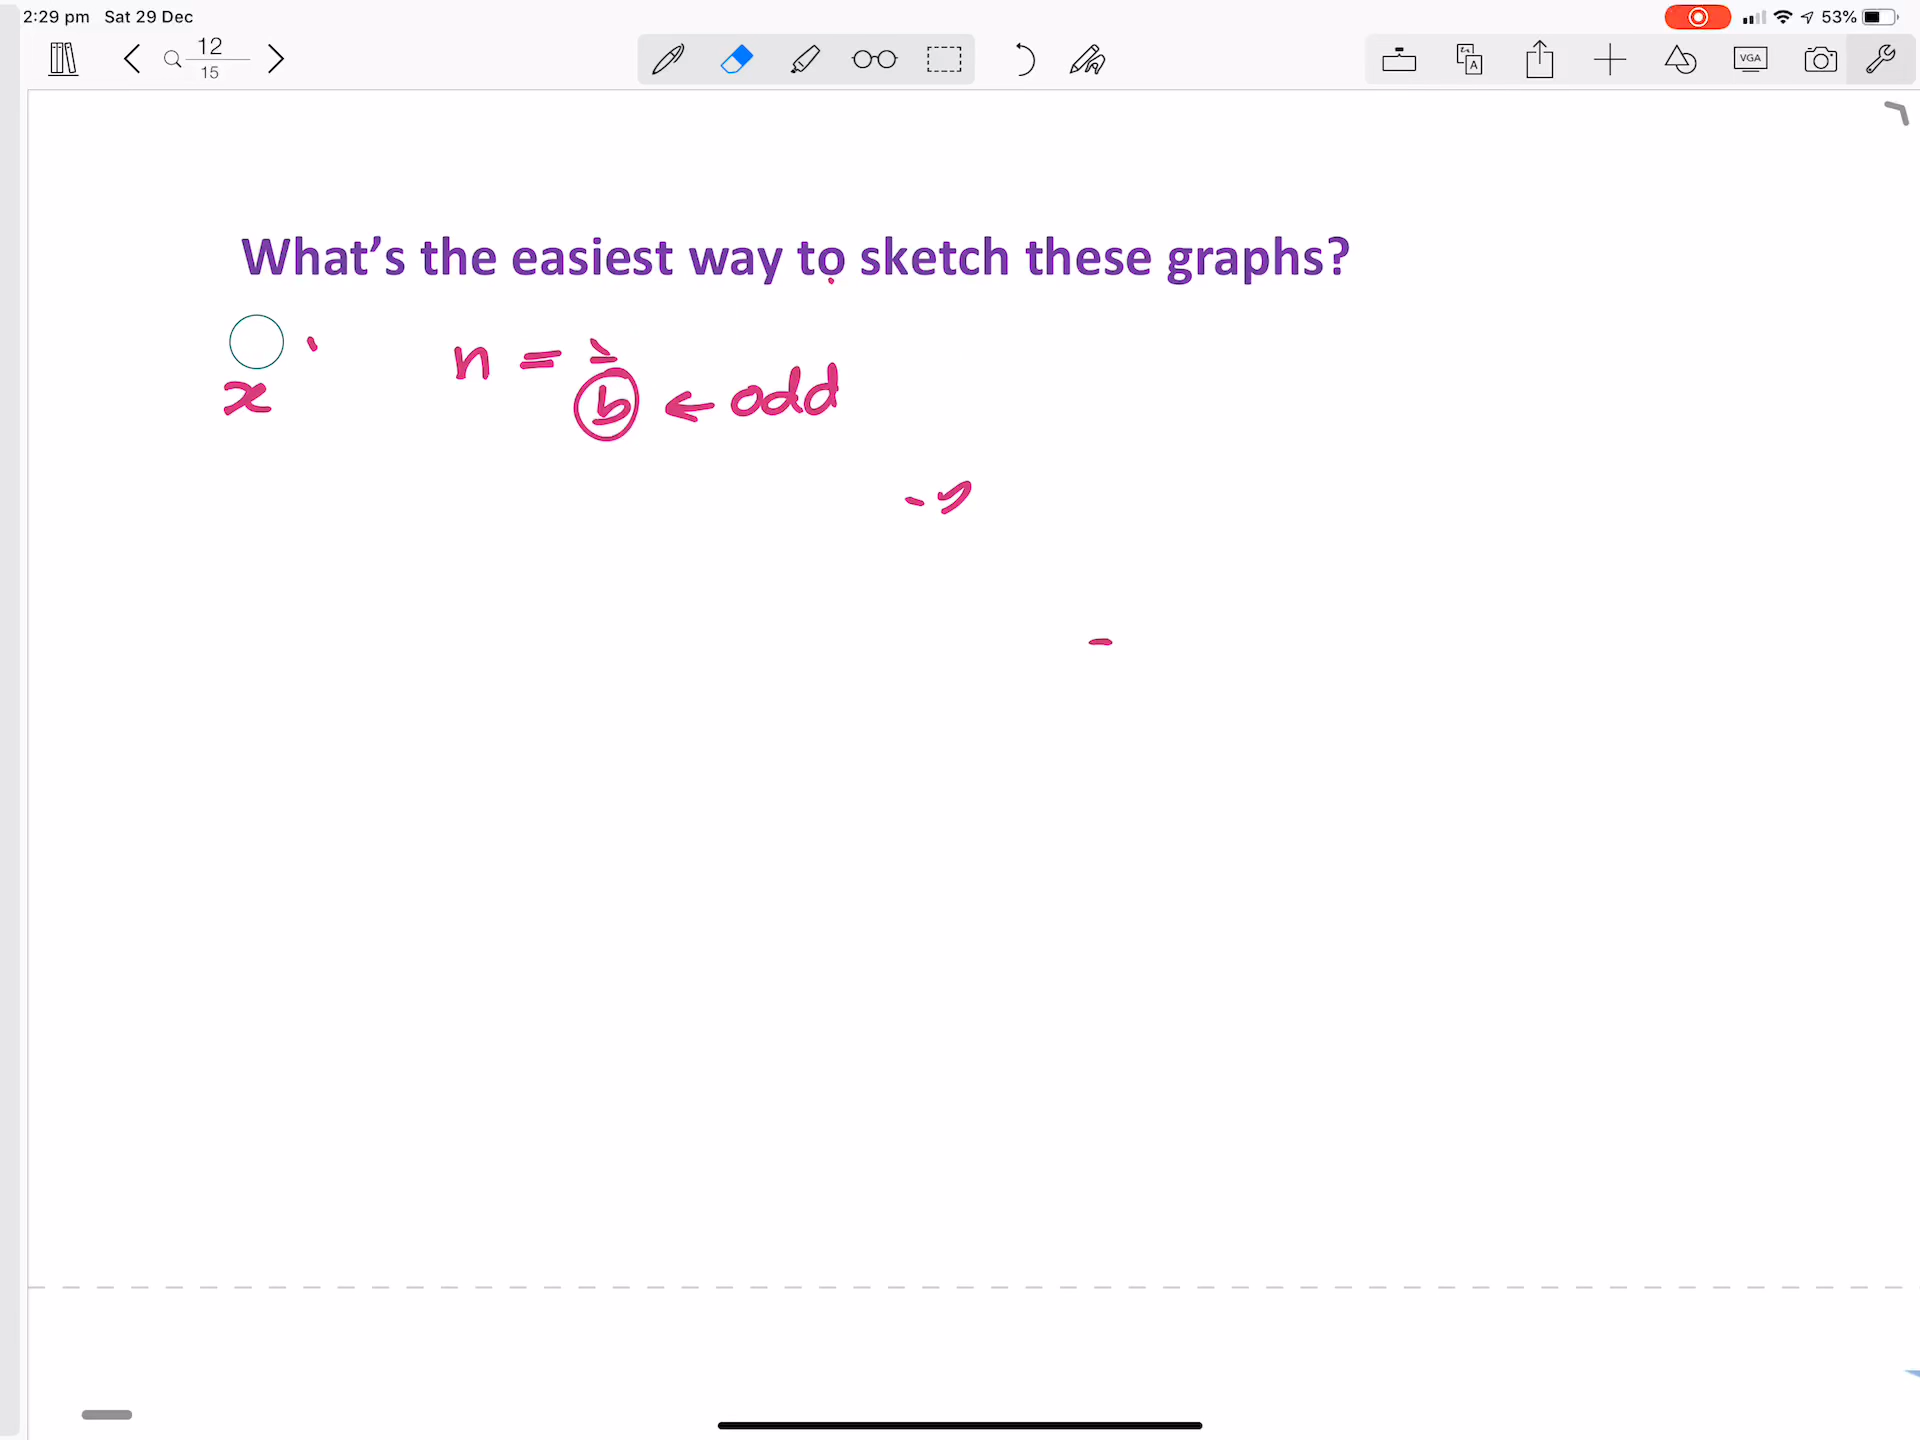 2:29 pm Sat 29 Dec
53%
12
15
A
VGA
What's the easiest way to sketch these graphs?
n =
b ← odd
x